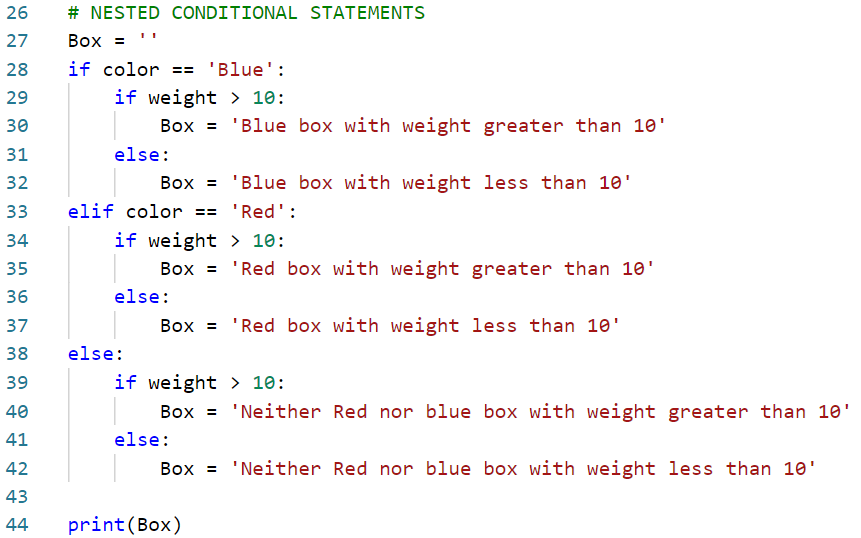 26 # NESTED CONDITIONAL STATEMENTS
27 Box = ''
28 if color == 'Blue':
29     if weight > 10:
30         Box = 'Blue box with weight greater than 10'
31     else:
32         Box = 'Blue box with weight less than 10'
33 elif color == 'Red':
34     if weight > 10:
35         Box = 'Red box with weight greater than 10'
36     else:
37         Box = 'Red box with weight less than 10'
38 else:
39     if weight > 10:
40         Box = 'Neither Red nor blue box with weight greater than 10'
41     else:
42         Box = 'Neither Red nor blue box with weight less than 10'
43
44 print(Box)